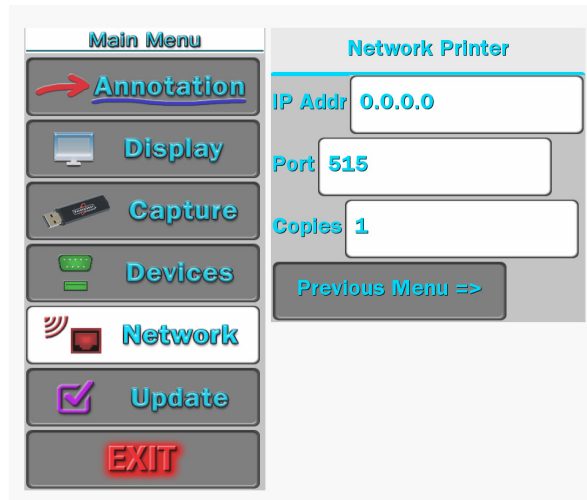 Main Menu
Annotation
Display
Capture
Devices
Network
Update
EXIT
Network Printer
IP Addr 0.0.0.0
Port 515
Copies 1
Previous Menu =>